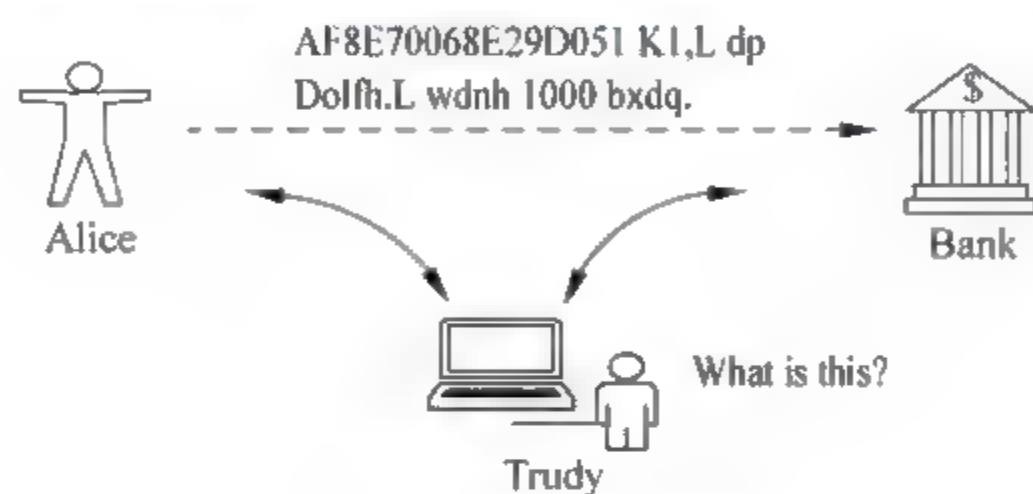 AF8E70068E29D051 K1,L dp
Dolfh.L wdnh 1000 bxdq.
$
Alice
Bank
What is this?
Trudy